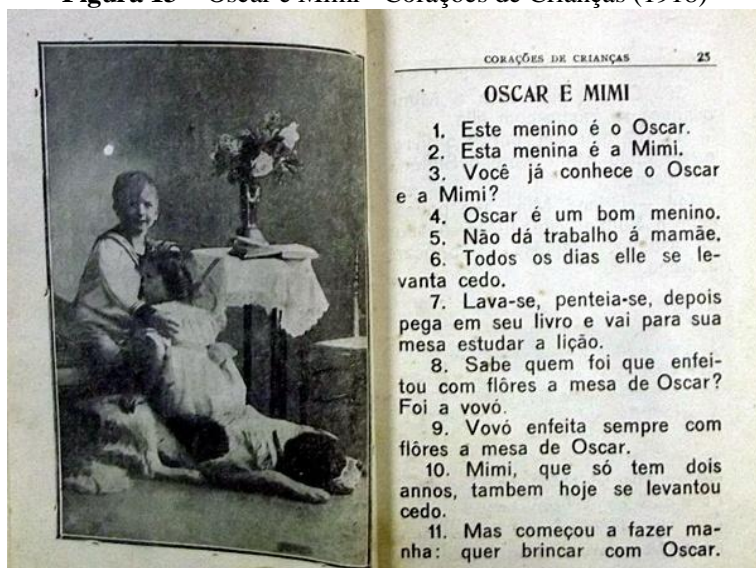 Figura 15 – Oscar e Mimi - Corações de Crianças (1918)
CORAÇÕES DE CRIANÇAS 25
OSCAR E MIMI
1. Este menino é o Oscar.
2. Esta menina é a Mimi.
3. Você já conhece o Oscar
e a Mimi?
4. Oscar é um bom menino.
5. Não dá trabalho á mamãe.
6. Todos os dias elle se le-
vanta cedo.
7. Lava-se, penteia-se, depois
pega em seu livro e vai para sua
mesa estudar a lição.
8. Sabe quem foi que enfei-
tou com flôres a mesa de Oscar?
Foi a vovó.
9. Vovó enfeita sempre com
flôres a mesa de Oscar.
10. Mimi, que só tem dois
annos, tambem hoje se levantou
cedo.
11. Mas começou a fazer ma-
nha: quer brincar com Oscar.